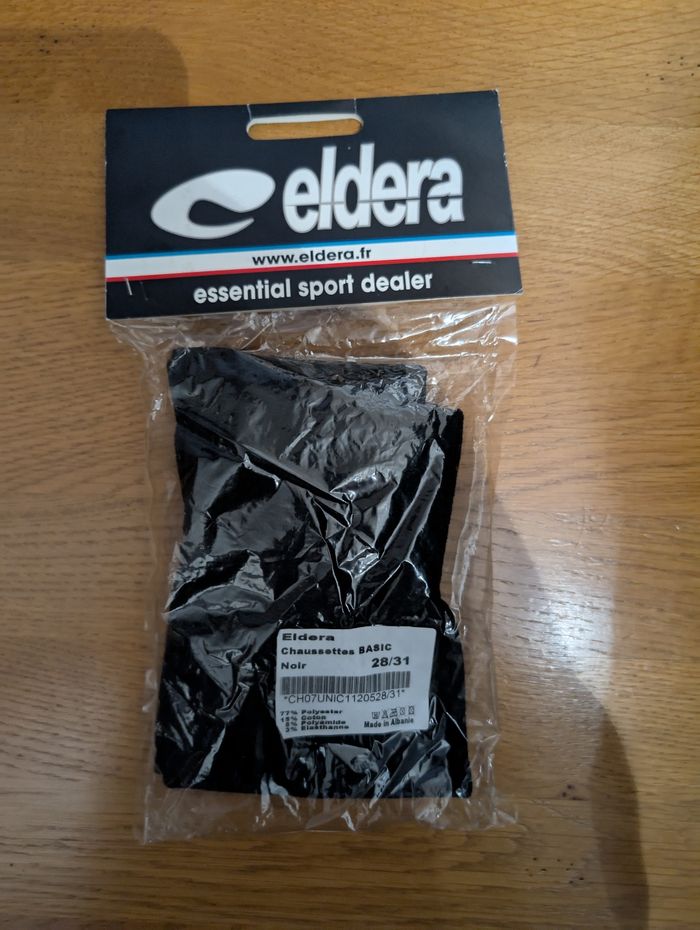 eldera
www.eldera.fr
essential sport dealer
Eldera
Chaussettes BASIC
Noir 28/31
*CH07UNIC1120528/31*
77% Polyester
15% Coton
5% Polyamide
3% Elasthanne
Made in Albanie